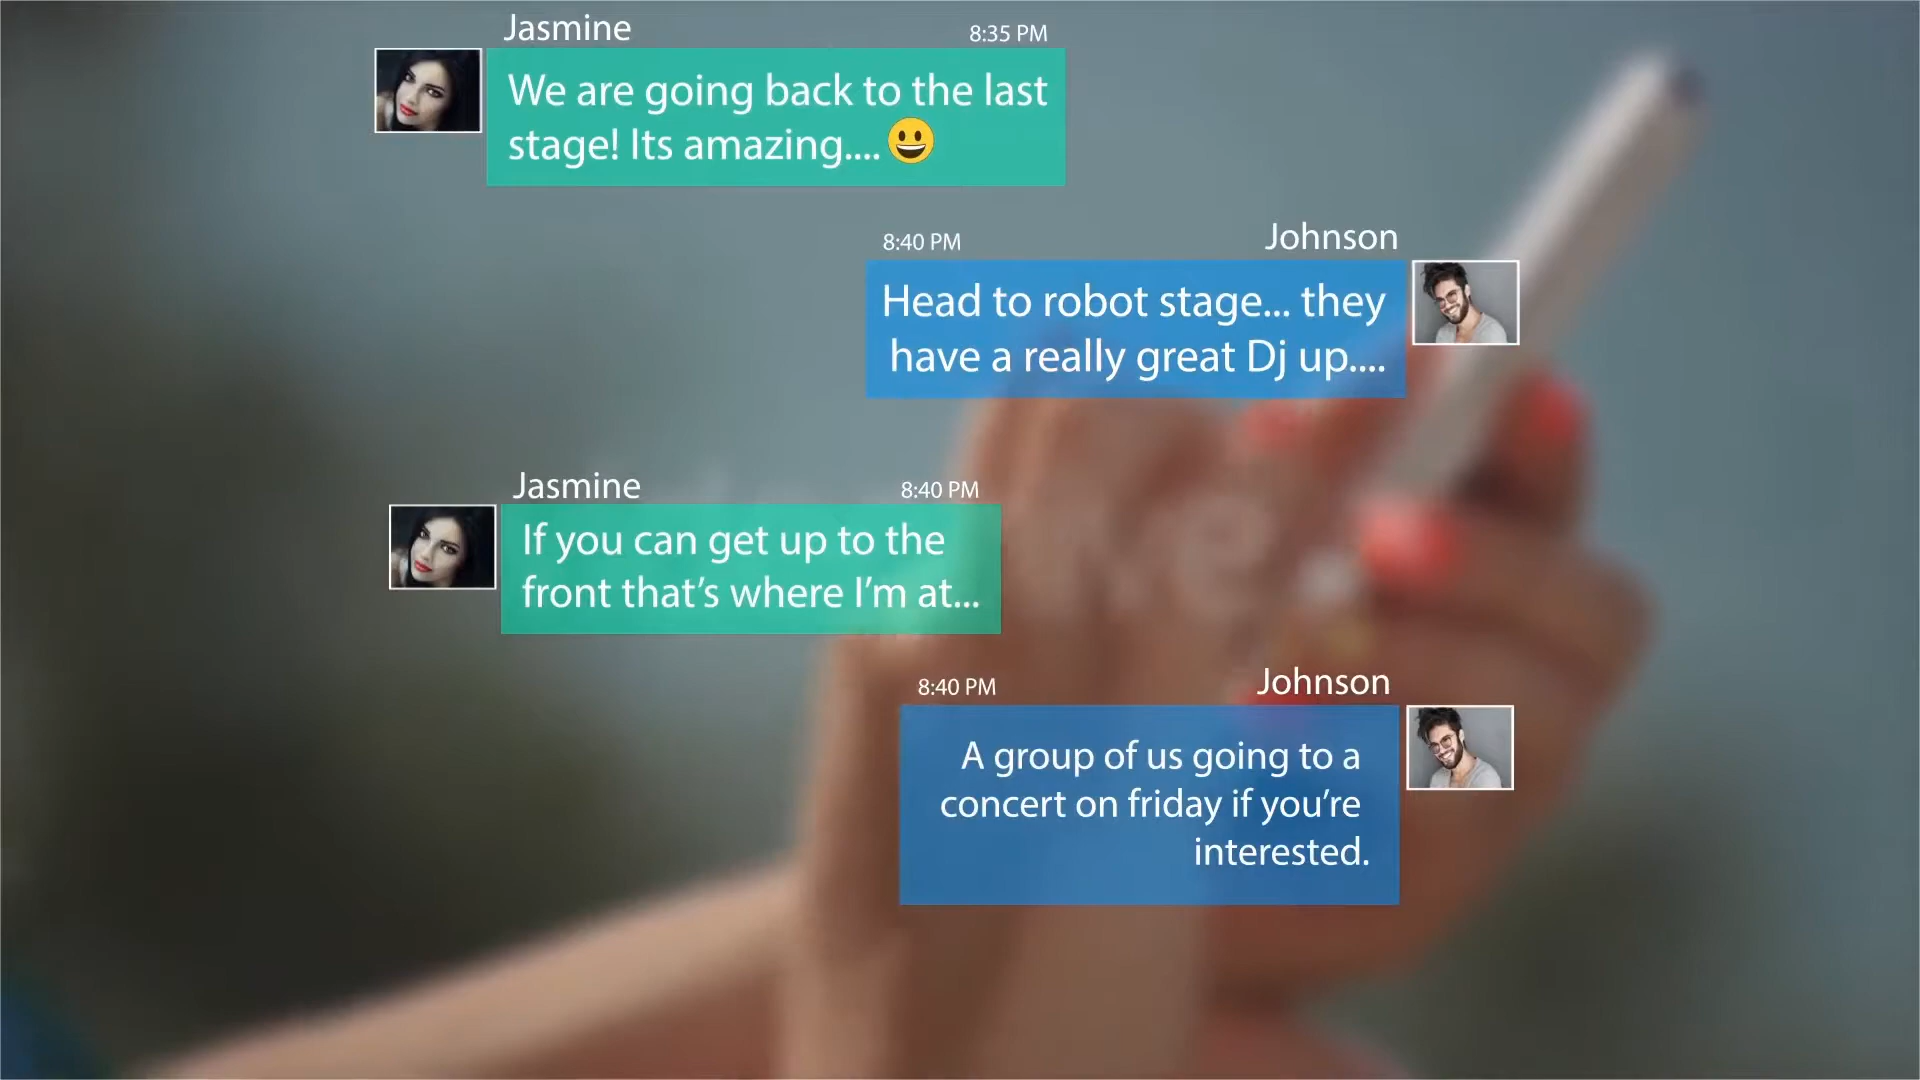 Jasmine 8:35 PM
We are going back to the last
stage! Its amazing....😃
8:40 PM Johnson
Head to robot stage... they
have a really great Dj up....
Jasmine 8:40 PM
If you can get up to the
front that’s where I’m at...
8:40 PM Johnson
A group of us going to a
concert on friday if you’re
interested.